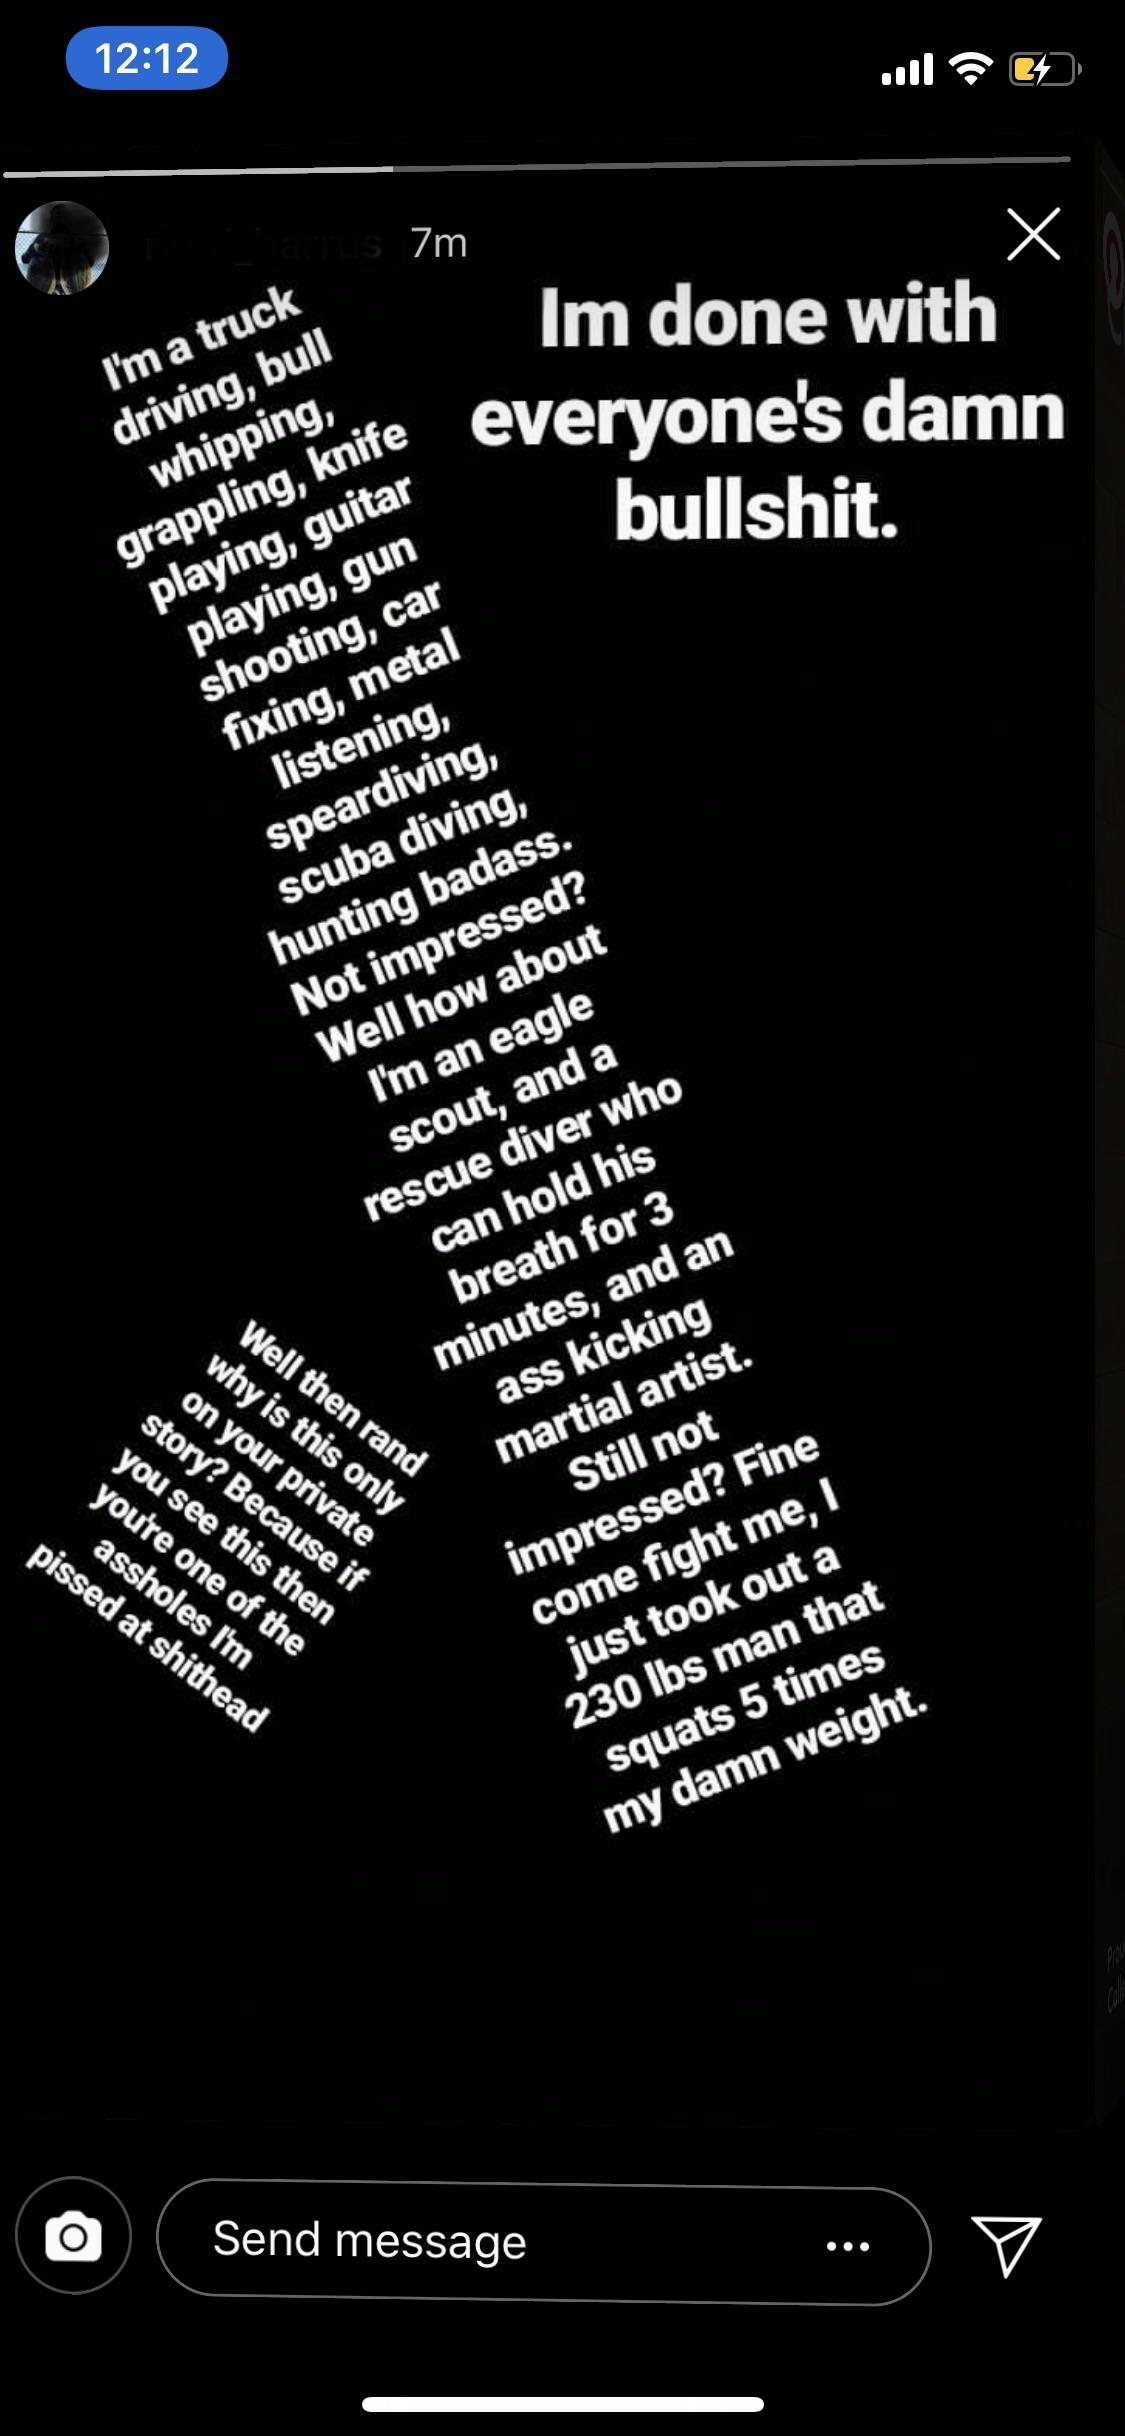 12:12
7m
Im done with
everyone's damn
bullshit.
I'm a truck
driving, bull
whipping,
grappling, knife
playing, guitar
playing, gun
shooting, car
fixing, metal
listening,
speardiving,
scuba diving,
hunting badass.
Not impressed?
Well how about
I'm an eagle
scout, and a
rescue diver who
can hold his
breath for 3
minutes, and an
ass kicking
martial artist.
Still not
impressed? Fine
come fight me, I
just took out a
230 lbs man that
squats 5 times
my damn weight.
Well then rand
why is this only
on your private
story? Because if
you see this then
you're one of the
assholes I'm
pissed at shithead
Send message